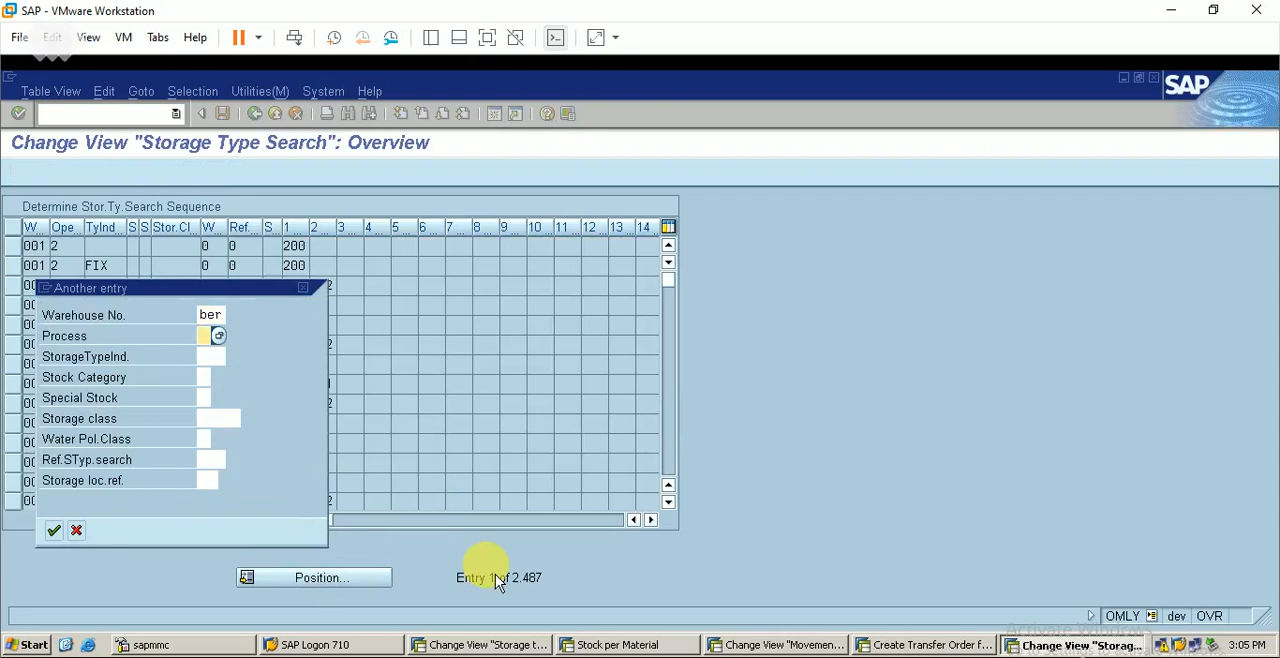 SAP - VMware Workstation
File Edit View VM Tabs Help
Table View Edit Goto Selection Utilities(M) System Help
SAP
Change View "Storage Type Search": Overview
Determine Stor.Ty.Search Sequence
W... Ope... TyInd... S S Stor.Cl... W... Ref... S... 1 ... 2 ... 3 ... 4 ... 5 ... 6 ... 7 ... 8 ... 9 ... 10 ... 11 ... 12 ... 13 ... 14 ...
001 2 0 0 200
001 2 FIX 0 0 200
Another entry
Warehouse No. ber
Process
StorageTypeInd.
Stock Category
Special Stock
Storage class
Water Pol.Class
Ref.STyp.search
Storage loc.ref.
Position...
Entry 1 of 2.487
OMLY dev OVR
Activate Windows
Start sapmmc SAP Logon 710 Change View "Storage t... Stock per Material Change View "Movemen... Create Transfer Order f... Change View "Storag... 3:05 PM